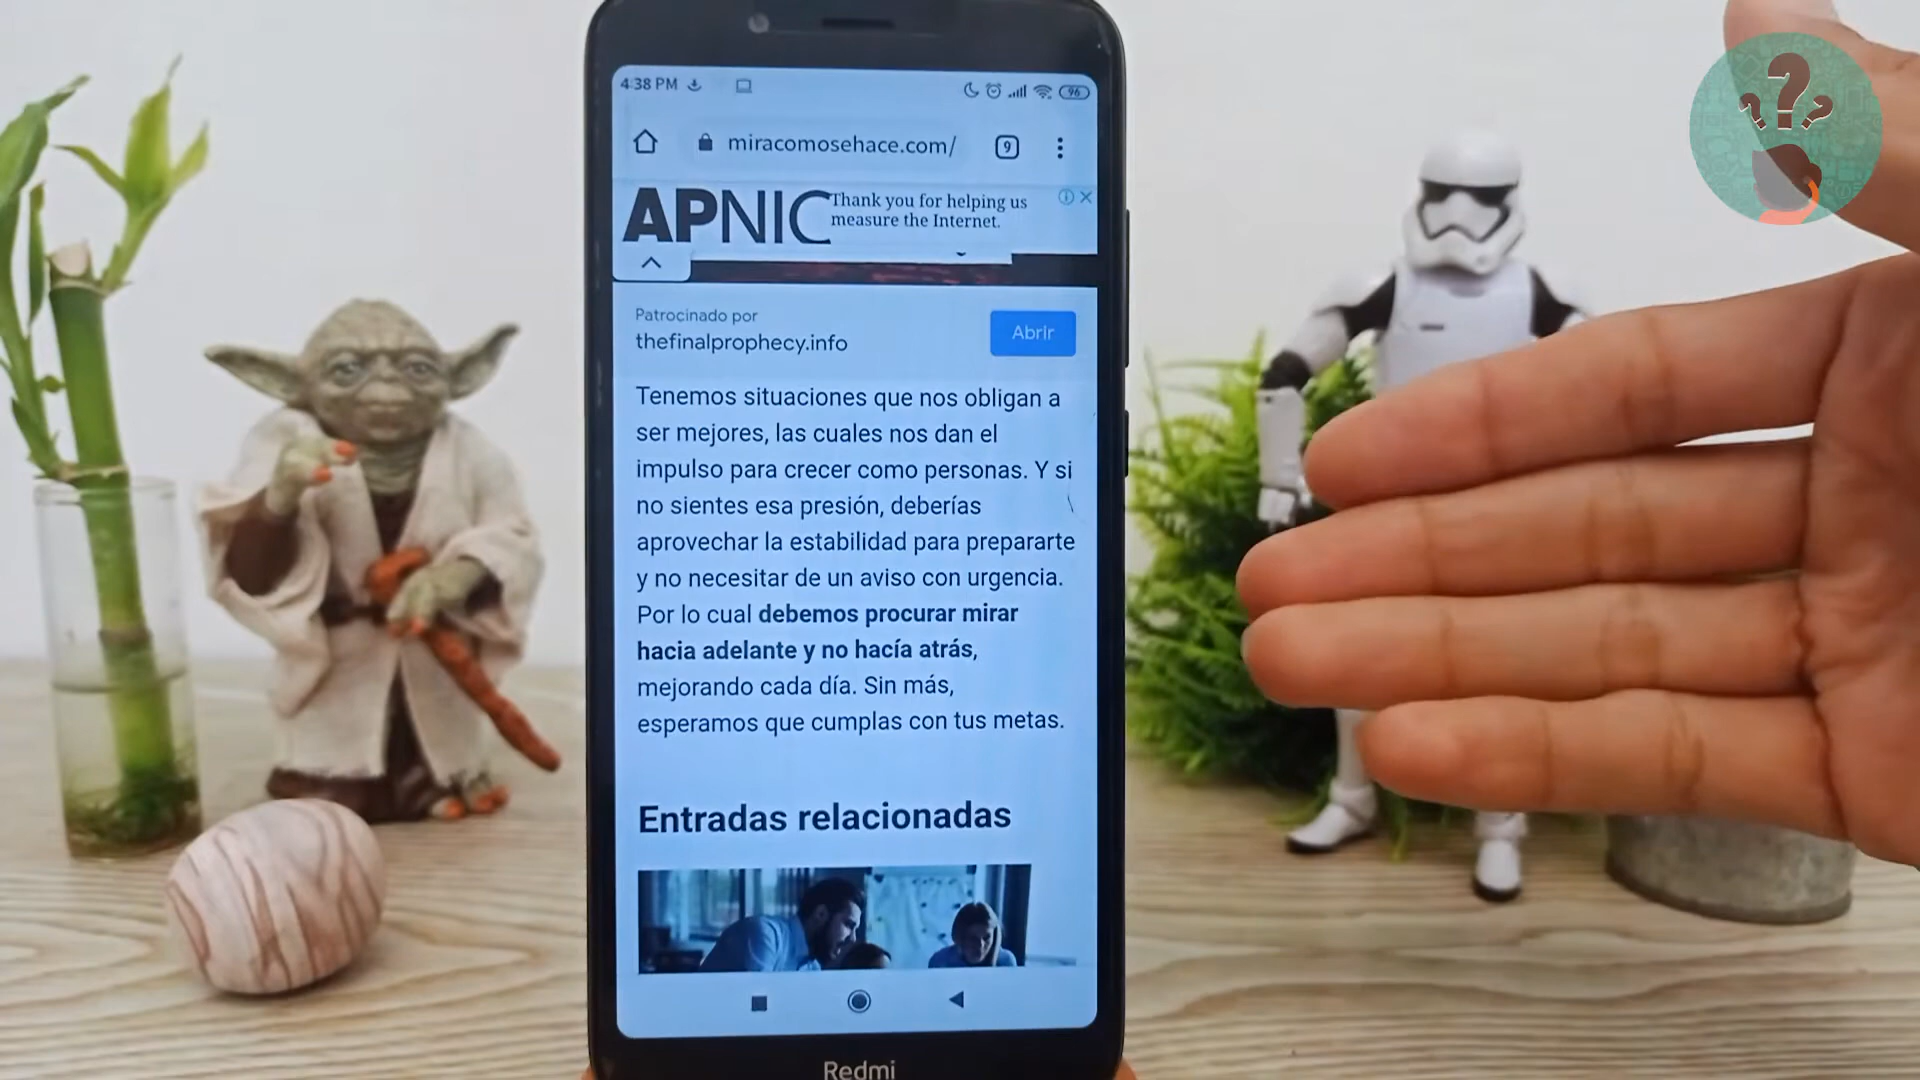 4:38 PM
96
miracomosehace.com/
9
APNIC
Thank you for helping us
measure the Internet.
Patrocinado por
thefinalprophecy.info
Abrir
Tenemos situaciones que nos obligan a
ser mejores, las cuales nos dan el
impulso para crecer como personas. Y si
no sientes esa presión, deberías
aprovechar la estabilidad para prepararte
y no necesitar de un aviso con urgencia.
Por lo cual debemos procurar mirar
hacia adelante y no hacía atrás,
mejorando cada día. Sin más,
esperamos que cumplas con tus metas.
Entradas relacionadas
Redmi